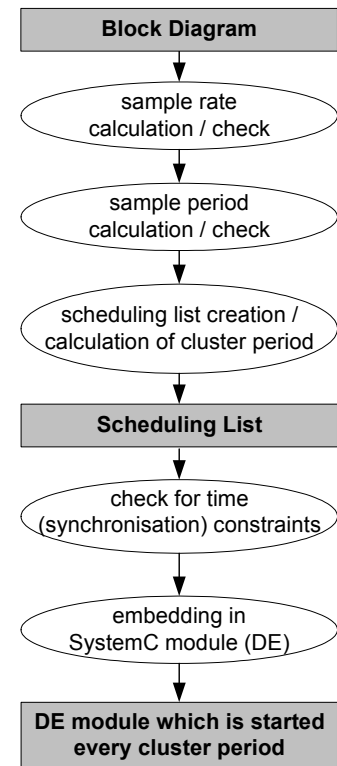 Block Diagram
sample rate
calculation / check
sample period
calculation / check
scheduling list creation /
calculation of cluster period
Scheduling List
check for time
(synchronisation) constraints
embedding in
SystemC module (DE)
DE module which is started
every cluster period